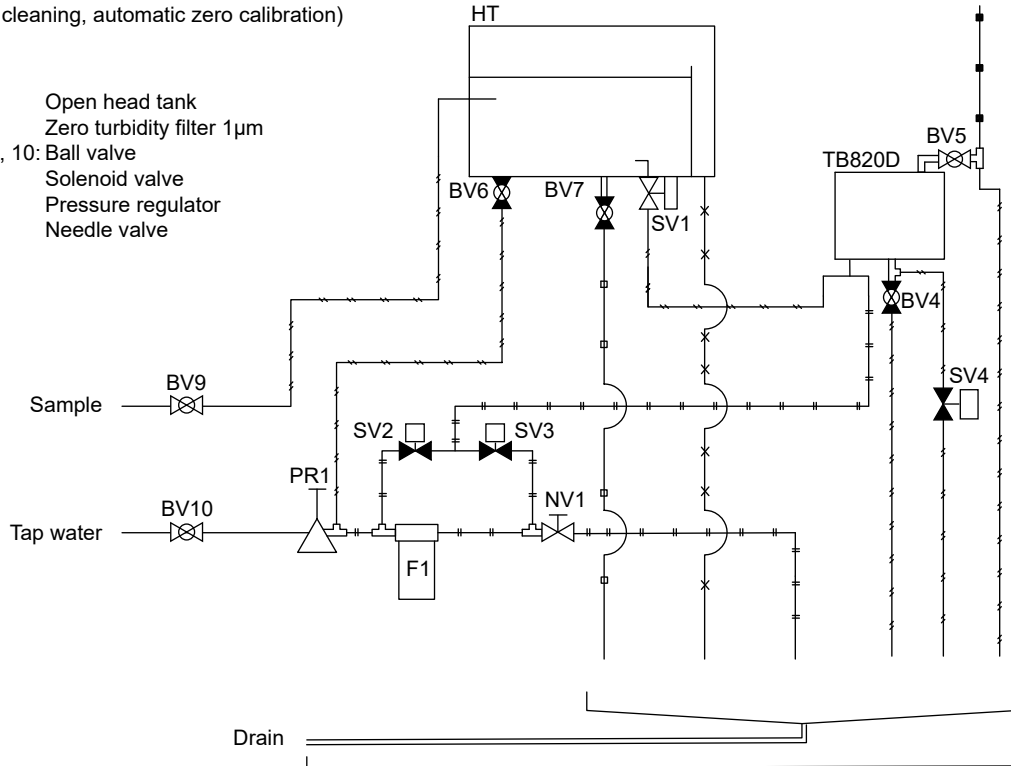 cleaning, automatic zero calibration)
HT
Open head tank
Zero turbidity filter 1µm
, 10: Ball valve
Solenoid valve
Pressure regulator
Needle valve
BV5
TB820D
BV6
BV7
SV1
BV4
BV9
Sample
SV4
SV2
SV3
PR1
NV1
BV10
Tap water
F1
Drain